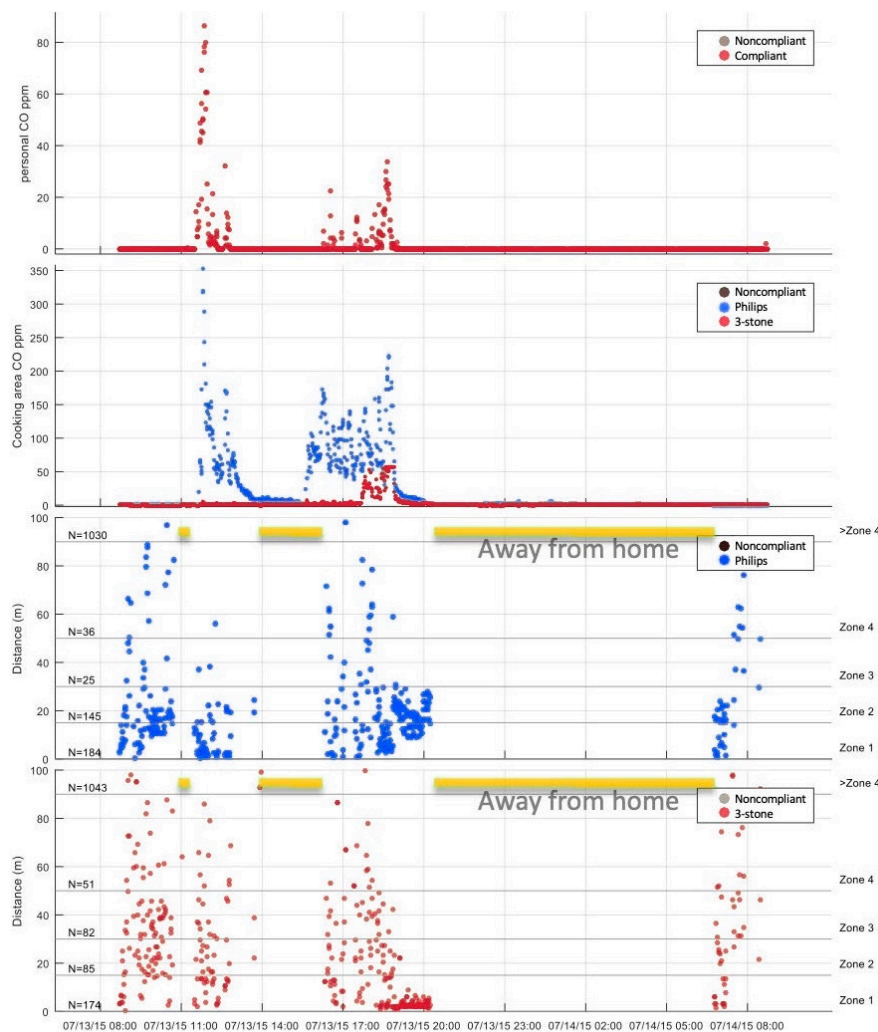 80
60
40
20
0
personal CO ppm
Noncompliant
Compliant
350
300
250
200
150
100
50
0
Cooking area CO ppm
Noncompliant
Philips
3-stone
100
80
60
40
20
0
Distance (m)
N=1030
N=36
N=25
N=145
N=184
Away from home
Noncompliant
Philips
>Zone 4
Zone 4
Zone 3
Zone 2
Zone 1
100
80
60
40
20
0
Distance (m)
N=1043
N=51
N=82
N=85
N=174
Away from home
Noncompliant
3-stone
>Zone 4
Zone 4
Zone 3
Zone 2
Zone 1
07/13/15 08:00 07/13/15 11:00 07/13/15 14:00 07/13/15 17:00 07/13/15 20:00 07/13/15 23:00 07/14/15 02:00 07/14/15 05:00 07/14/15 08:00